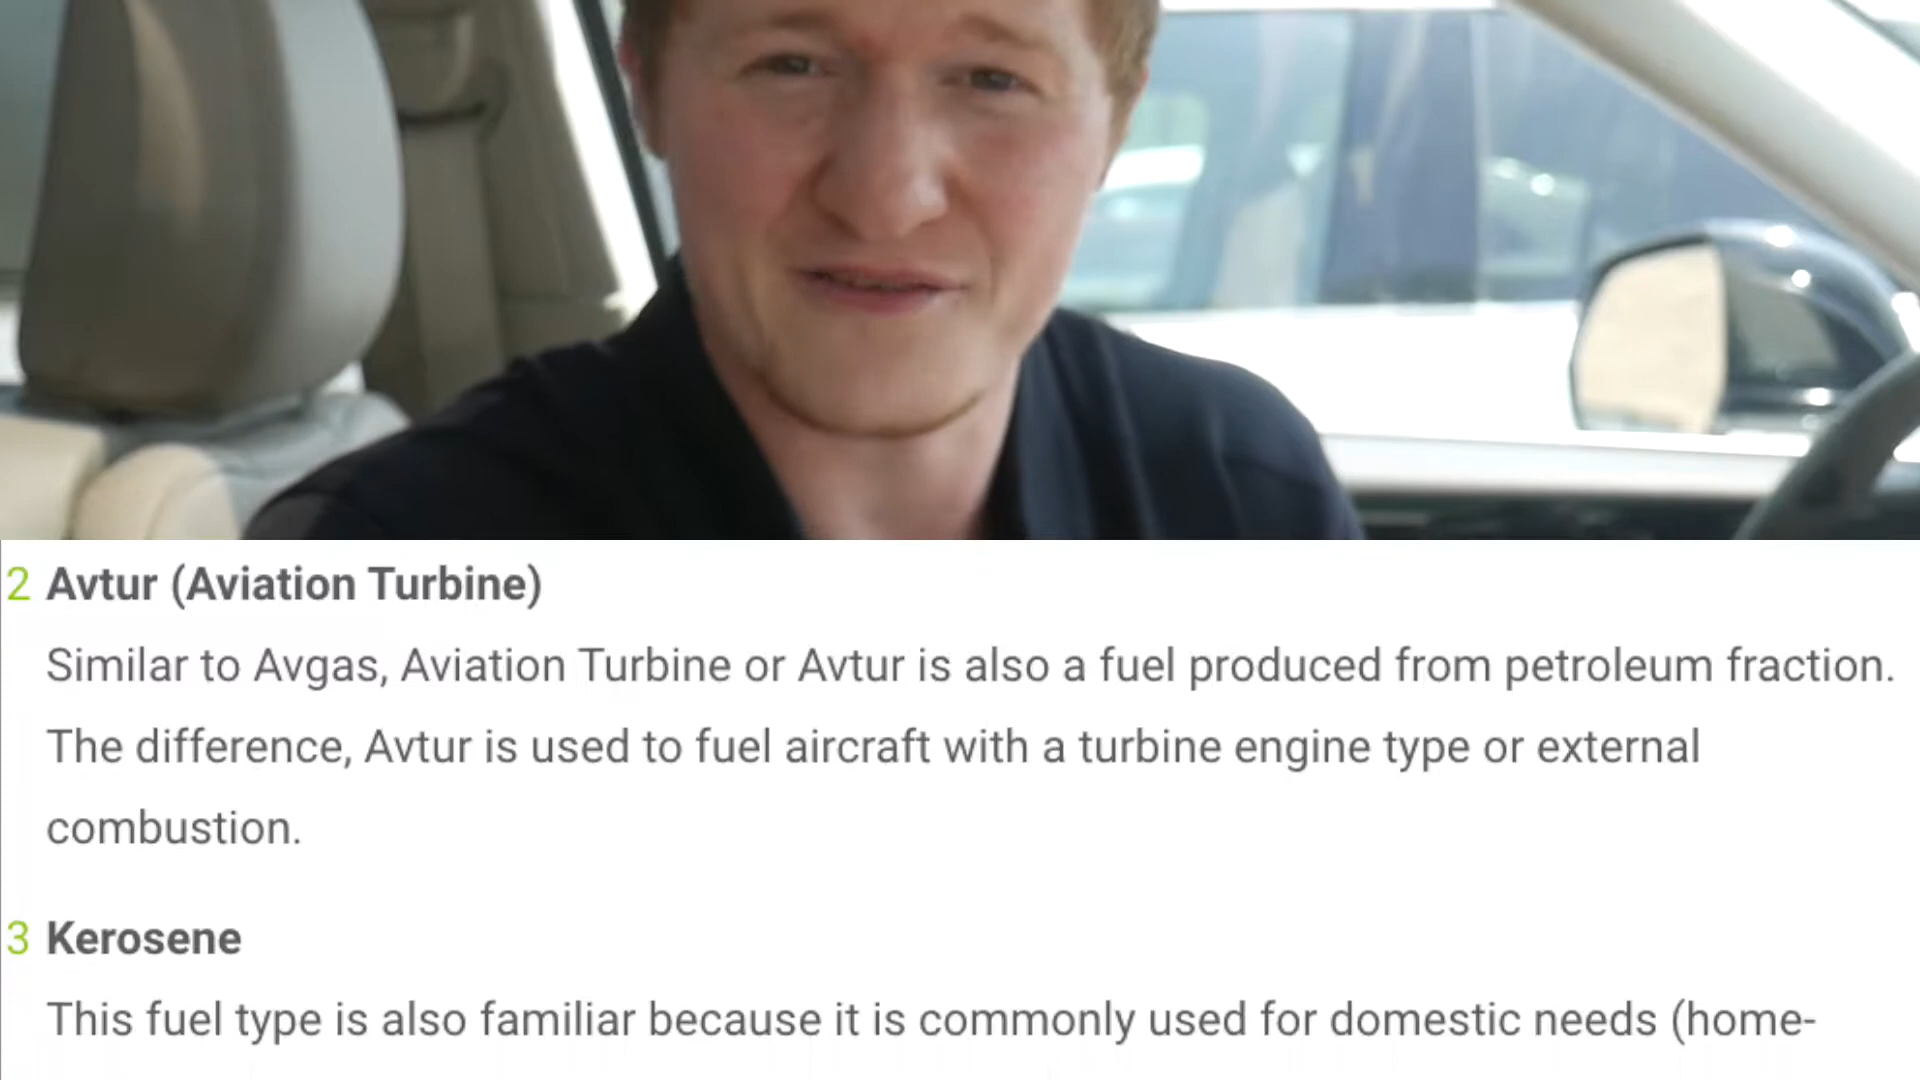 2 Avtur (Aviation Turbine)
Similar to Avgas, Aviation Turbine or Avtur is also a fuel produced from petroleum fraction.
The difference, Avtur is used to fuel aircraft with a turbine engine type or external
combustion.
3 Kerosene
This fuel type is also familiar because it is commonly used for domestic needs (home-